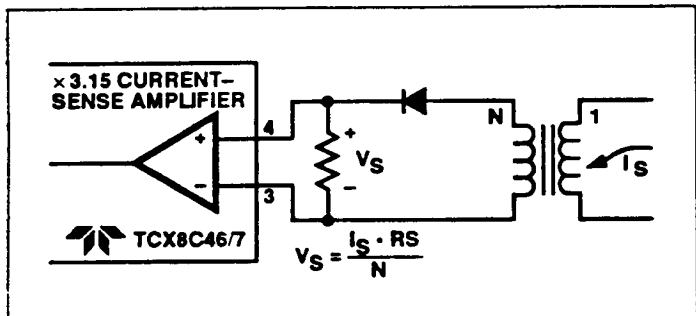 × 3.15 CURRENT–
SENSE AMPLIFIER
+
–
4
3
+
VS
–
N
1
IS
TCX8C46/7
VS = IS · RS
N